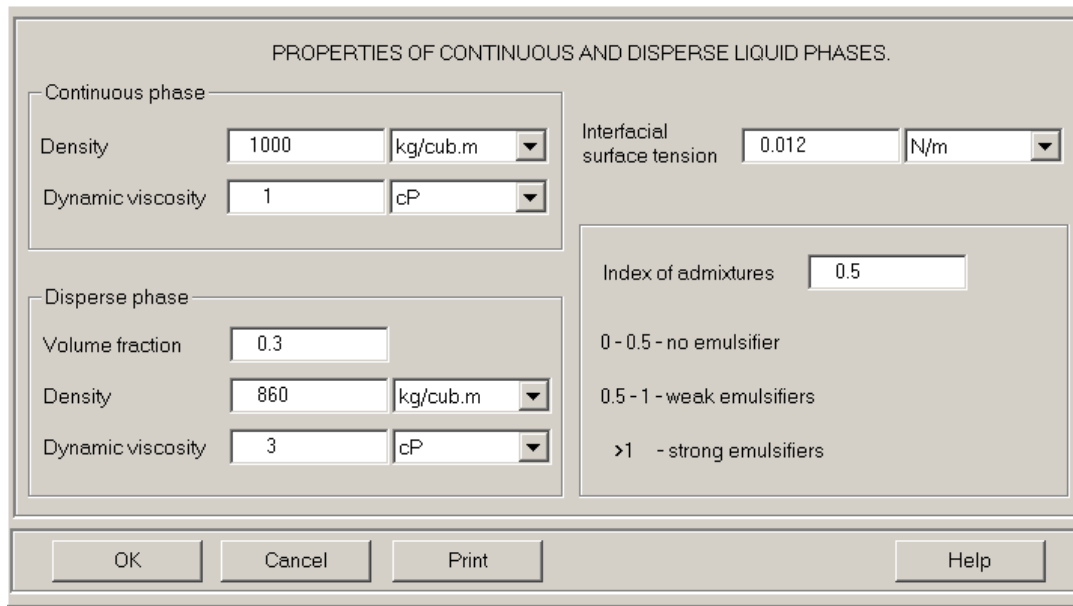 PROPERTIES OF CONTINUOUS AND DISPERSE LIQUID PHASES.
Continuous phase
Density 1000 kg/cub.m
Dynamic viscosity 1 cP
Interfacial
surface tension 0.012 N/m
Disperse phase
Volume fraction 0.3
Density 860 kg/cub.m
Dynamic viscosity 3 cP
Index of admixtures 0.5
0 - 0.5 - no emulsifier
0.5 - 1 - weak emulsifiers
>1 - strong emulsifiers
OK Cancel Print Help